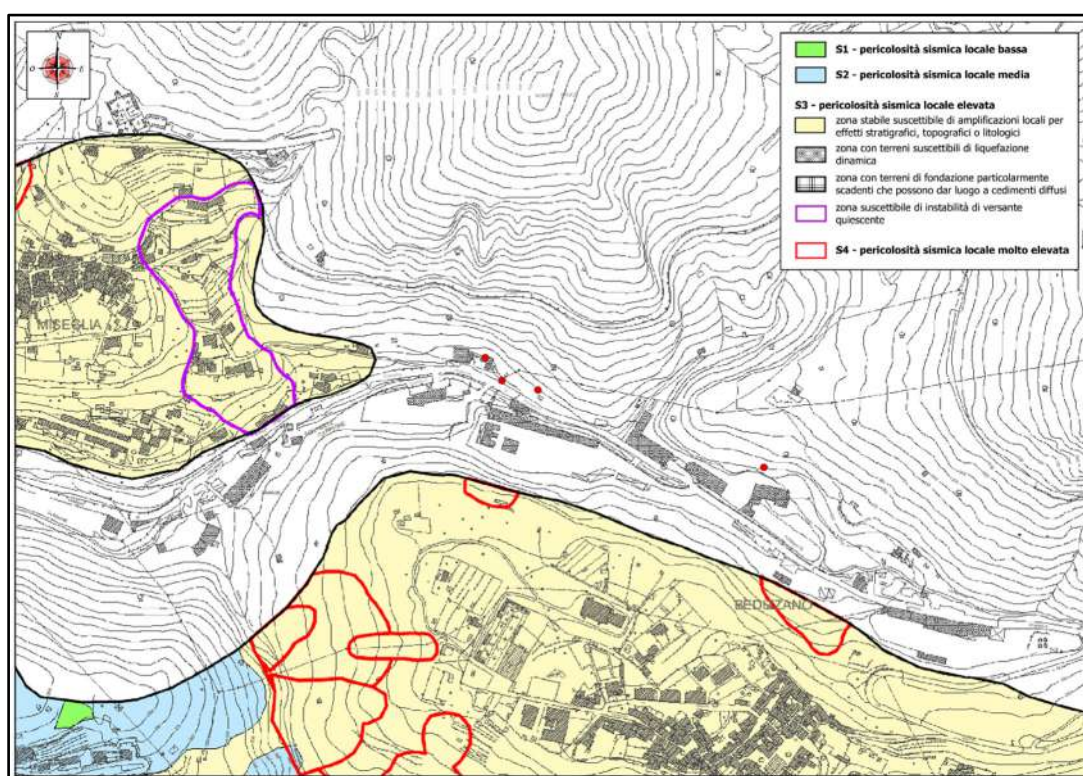 N
O
E
S1 - pericolosità sismica locale bassa
S2 - pericolosità sismica locale media
S3 - pericolosità sismica locale elevata
zona stabile suscettibile di amplificazioni locali per
effetti stratigrafici, topografici o litologici
zona con terreni suscettibili di liquefazione
dinamica
zona con terreni di fondazione particolarmente
scadenti che possono dar luogo a cedimenti diffusi
zona suscettibile di instabilità di versante
quiescente
S4 - pericolosità sismica locale molto elevata
MISEGLIA
BEDIZZANO